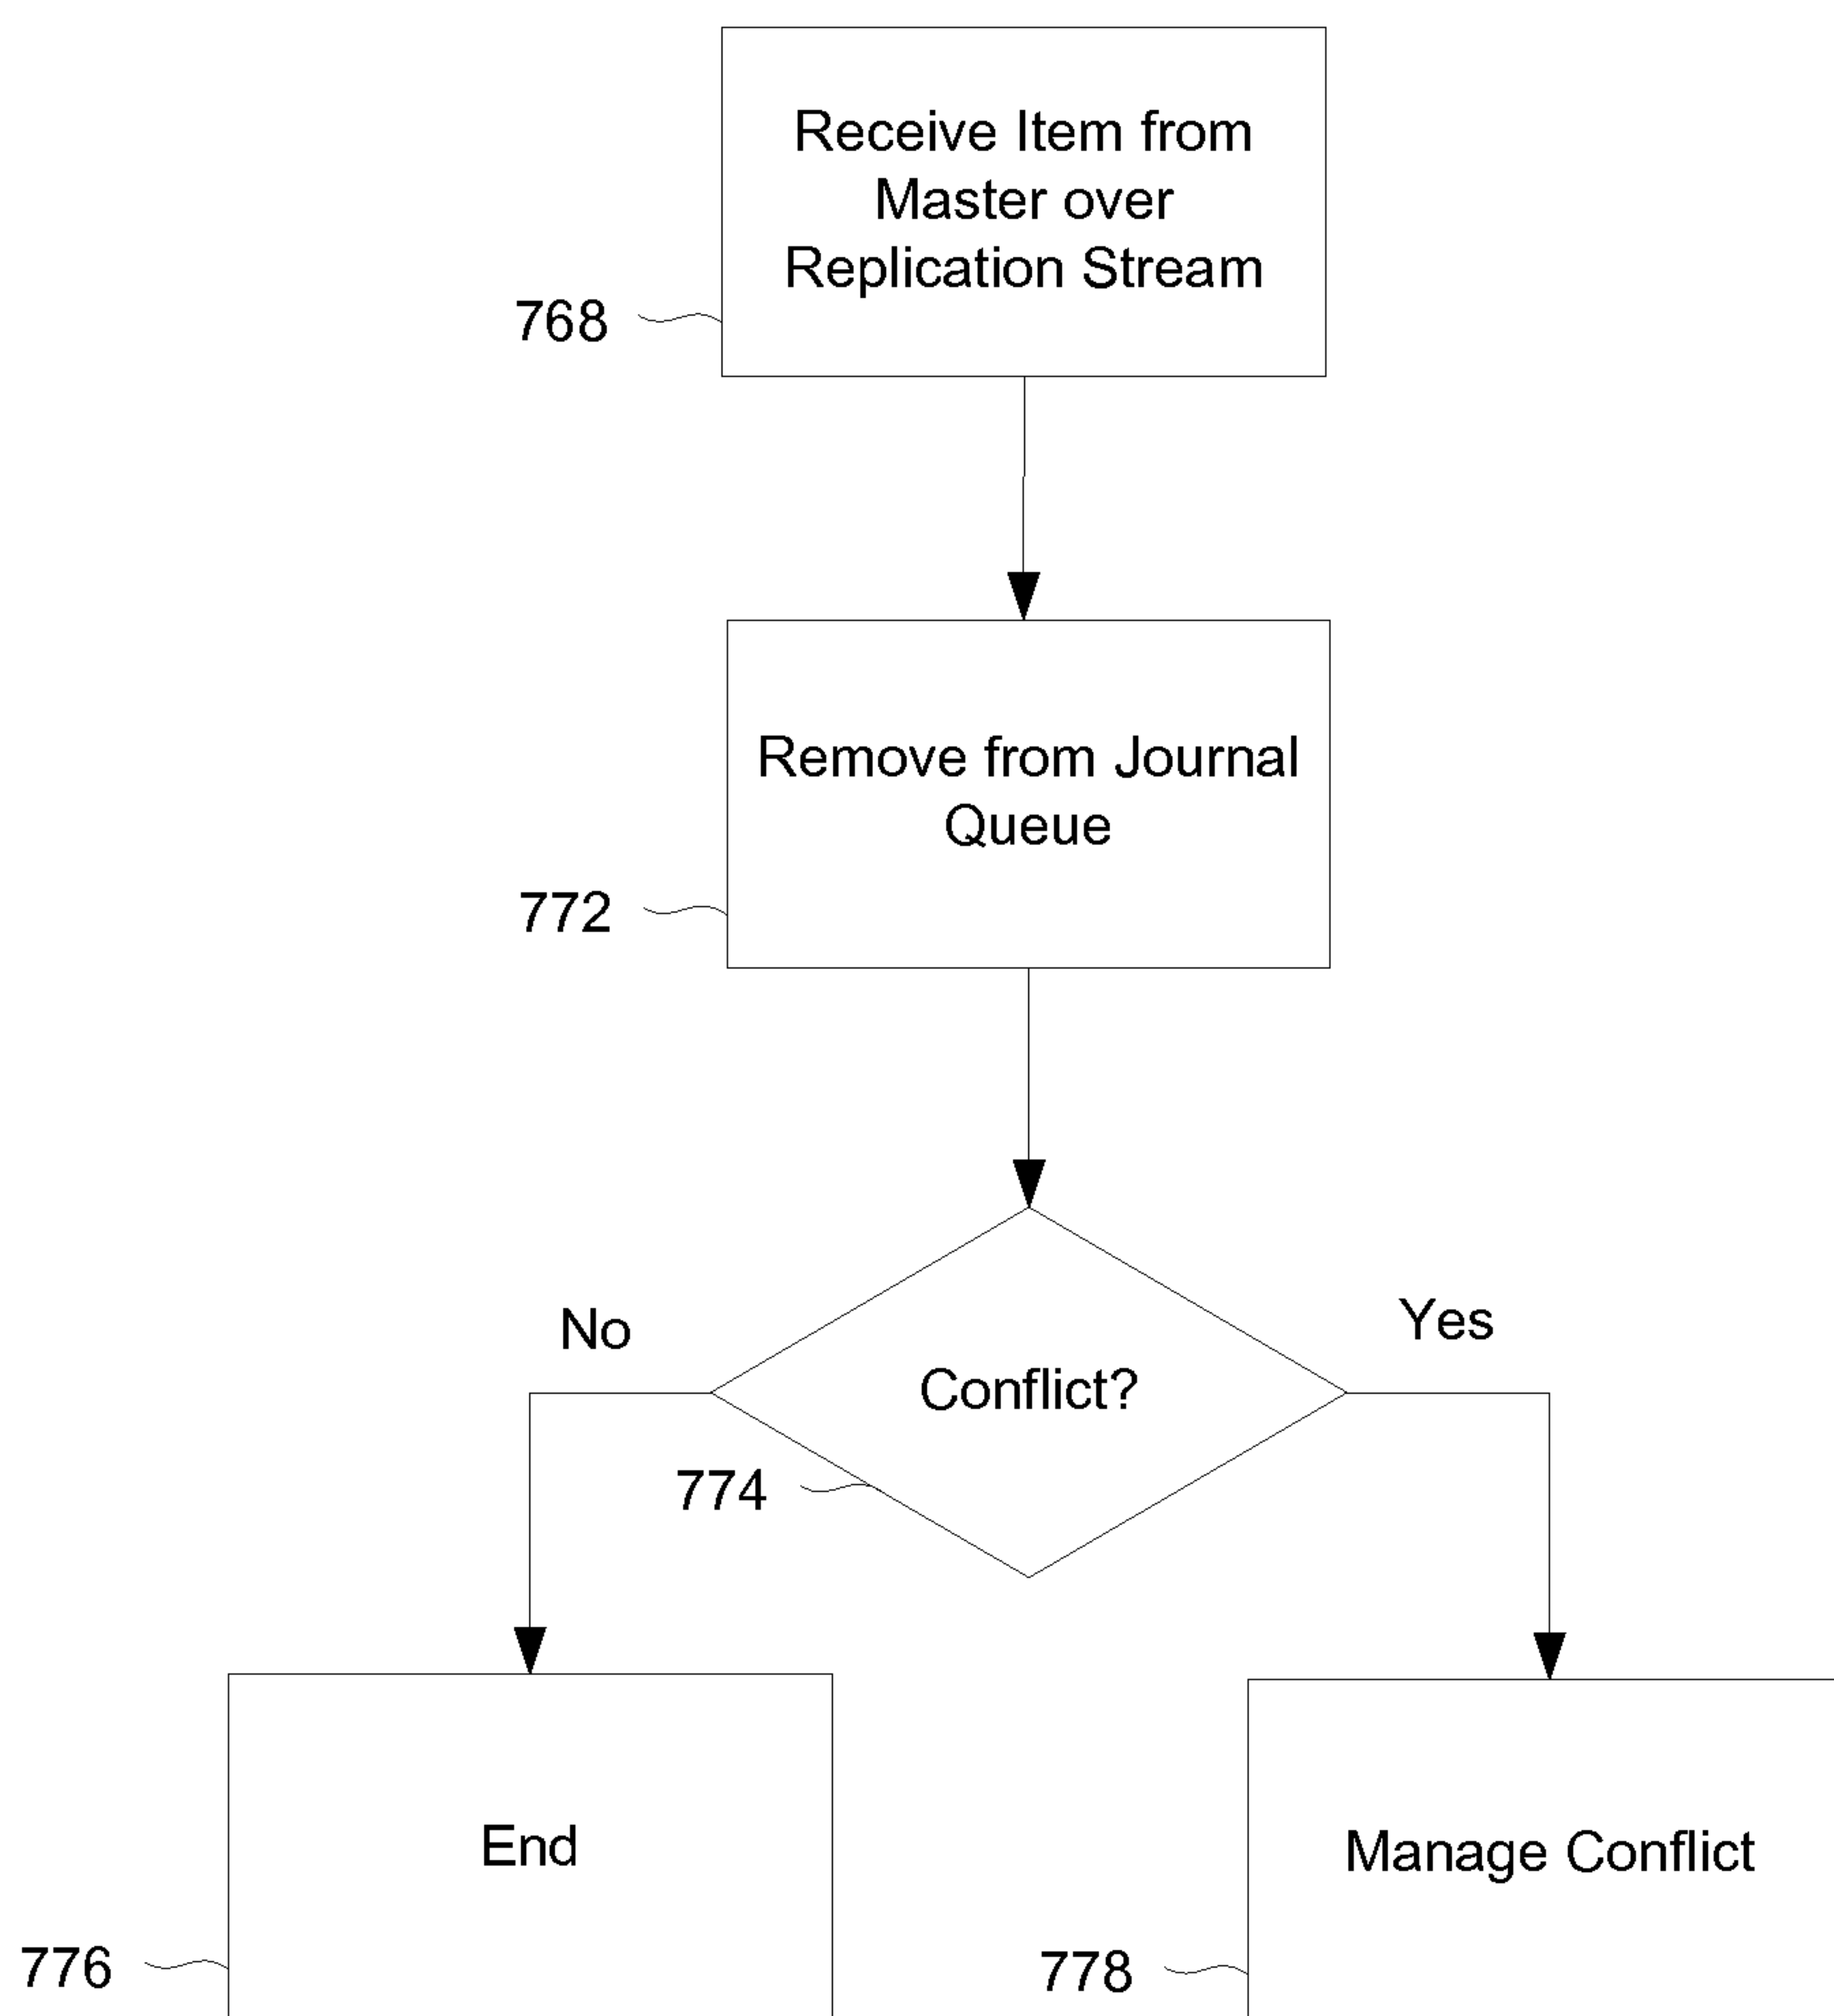 Receive Item from
Master over
Replication Stream
768
Remove from Journal
Queue
772
No
Yes
Conflict?
774
End
Manage Conflict
776
778